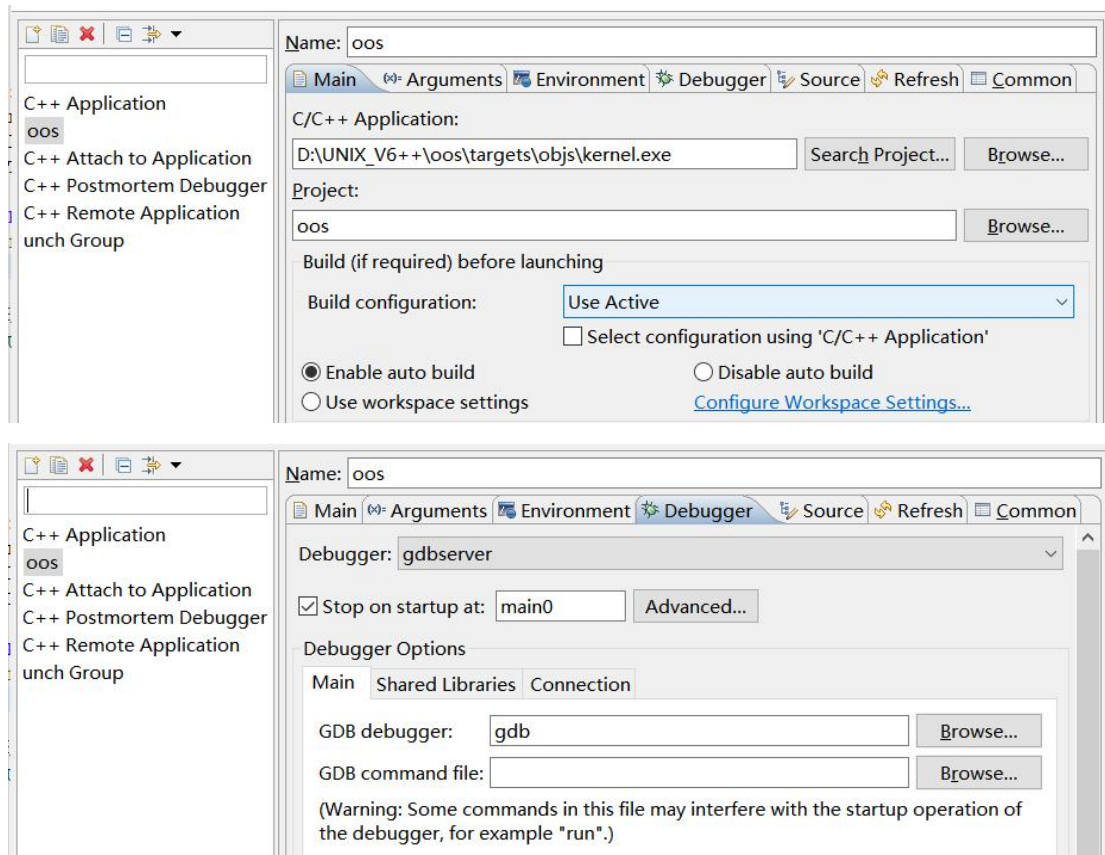 Name: oos
Main (x)= Arguments Environment Debugger Source Refresh Common
C++ Application
oos
C++ Attach to Application
C++ Postmortem Debugger
C++ Remote Application
unch Group
C/C++ Application:
D:\UNIX_V6++\oos\targets\objs\kernel.exe Search Project... Browse...
Project:
oos Browse...
Build (if required) before launching
Build configuration: Use Active
Select configuration using 'C/C++ Application'
Enable auto build Disable auto build
Use workspace settings Configure Workspace Settings...
Name: oos
Main (x)= Arguments Environment Debugger Source Refresh Common
C++ Application
oos
C++ Attach to Application
C++ Postmortem Debugger
C++ Remote Application
unch Group
Debugger: gdbserver
Stop on startup at: main0 Advanced...
Debugger Options
Main Shared Libraries Connection
GDB debugger: gdb Browse...
GDB command file: Browse...
(Warning: Some commands in this file may interfere with the startup operation of
the debugger, for example "run".)